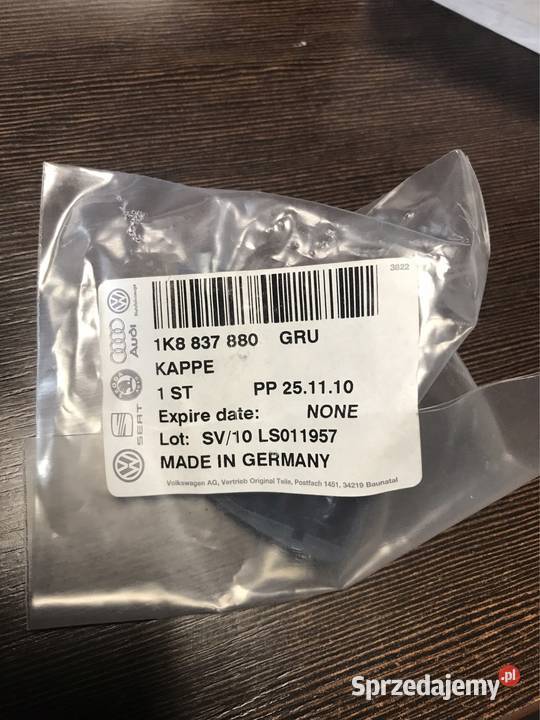 3822
1K8 837 880 GRU
KAPPE
1 ST PP 25.11.10
Expire date: NONE
Lot: SV/10 LS011957
MADE IN GERMANY
Volkswagen AG, Vertrieb Original Teile, Postfach 1451, 34219 Baunatal
Audi
SEAT
Sprzedajemy.pl